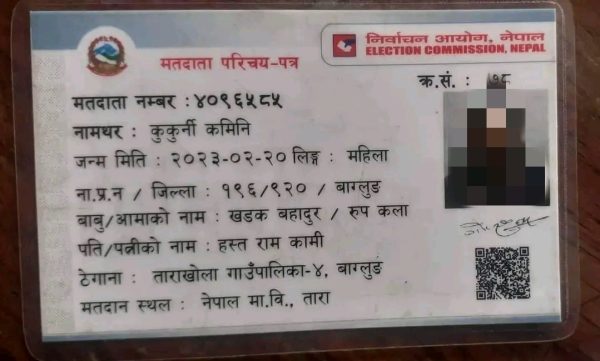 निर्वाचन आयोग, नेपाल
ELECTION COMMISSION, NEPAL
मतदाता परिचय-पत्र
क्र.सं. : ५८
मतदाता नम्बर : ४०९६५८५
नामथर : कुकुर्नी कमिनि
जन्म मिति : २०२३-०२-२० लिङ्ग : महिला
ना.प्र.न / जिल्ला : १९६/९२० / बाग्लुङ
बाबु/आमाको नाम : खडक बहादुर / रुप कला
पति/पत्नीको नाम : हस्त राम कामी
ठेगाना : ताराखोला गाउँपालिका-४, बाग्लुङ
मतदान स्थल : नेपाल मा.वि., तारा